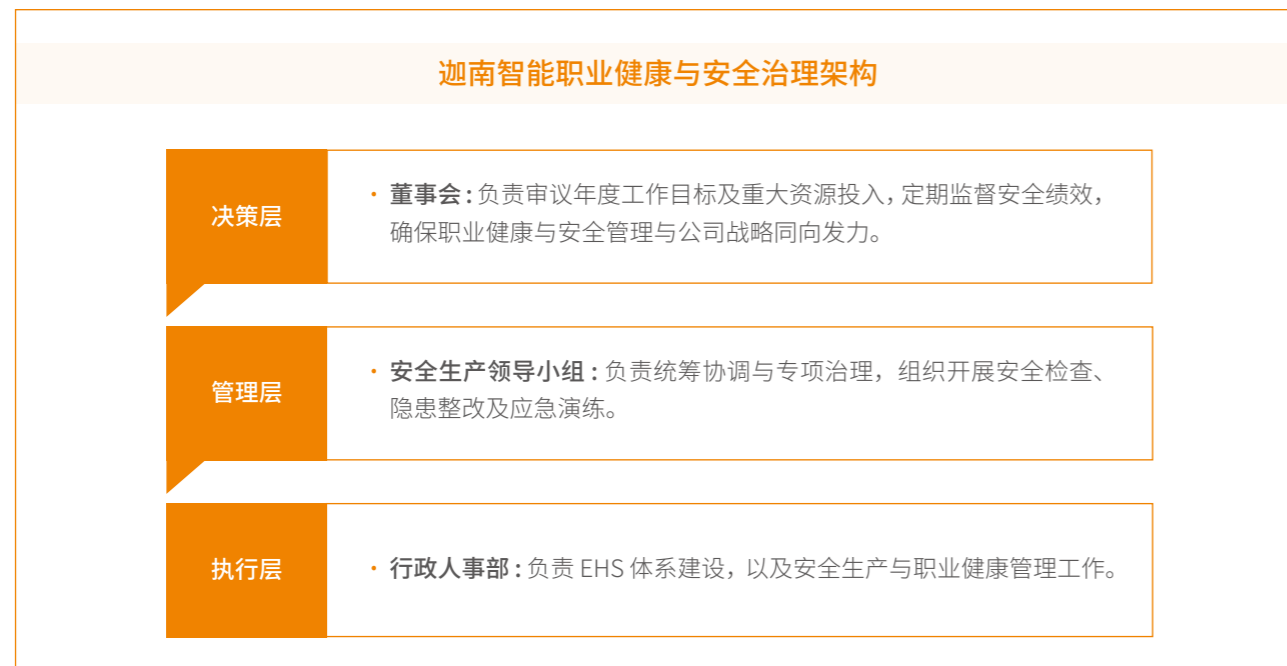 迦南智能职业健康与安全治理架构
决策层
• 董事会：负责审议年度工作目标及重大资源投入，定期监督安全绩效，
确保职业健康与安全管理与公司战略同向发力。
管理层
• 安全生产领导小组：负责统筹协调与专项治理，组织开展安全检查、
隐患整改及应急演练。
执行层
• 行政人事部：负责 EHS 体系建设，以及安全生产与职业健康管理工作。